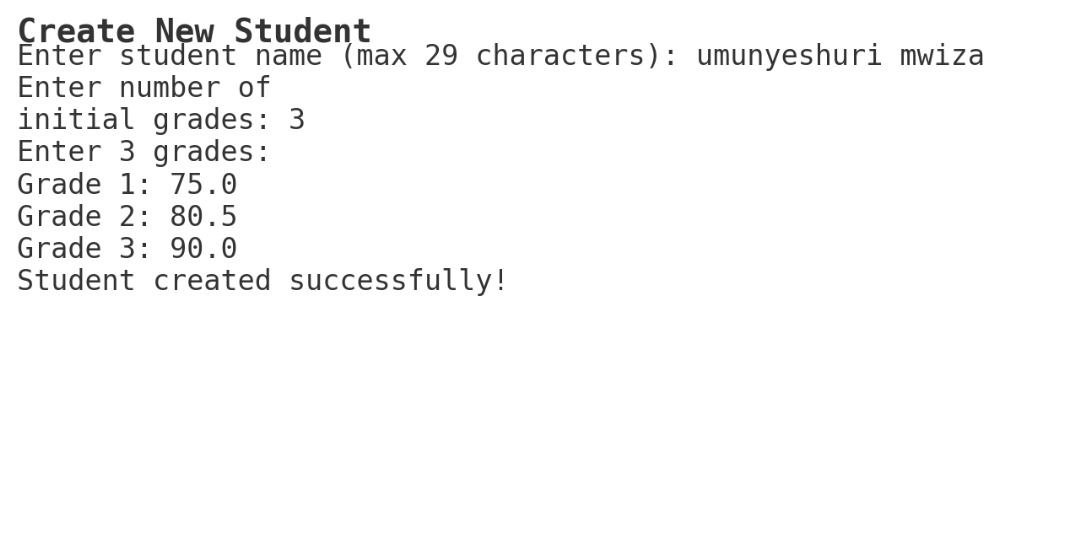 Create New Student
Enter student name (max 29 characters): umunyeshuri mwiza
Enter number of
initial grades: 3
Enter 3 grades:
Grade 1: 75.0
Grade 2: 80.5
Grade 3: 90.0
Student created successfully!